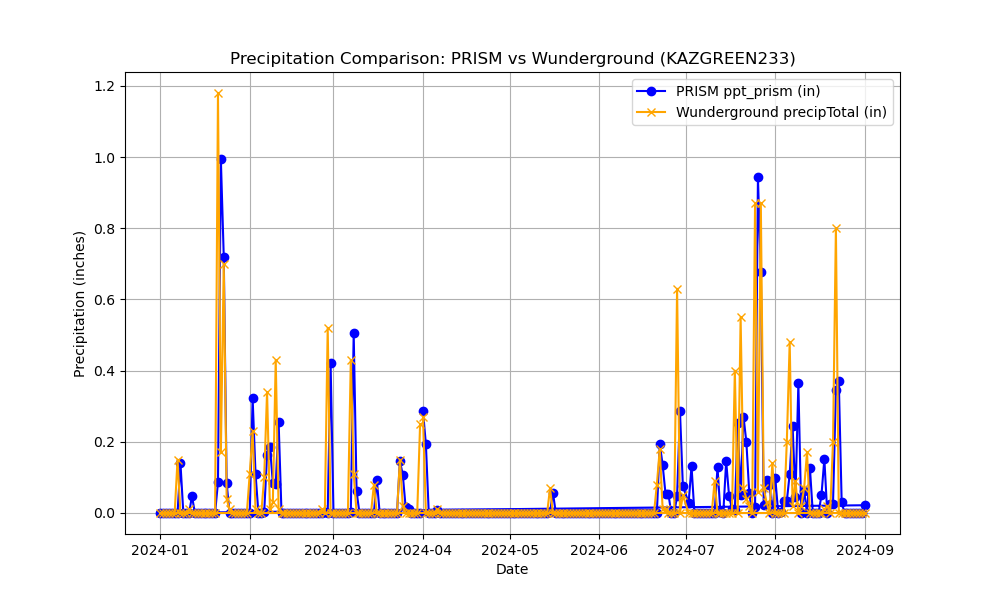 Precipitation Comparison: PRISM vs Wunderground (KAZGREEN233)
PRISM ppt_prism (in)
Wunderground precipTotal (in)
1.2
1.0
0.8
0.6
0.4
0.2
0.0
Precipitation (inches)
2024-01 2024-02 2024-03 2024-04 2024-05 2024-06 2024-07 2024-08 2024-09
Date